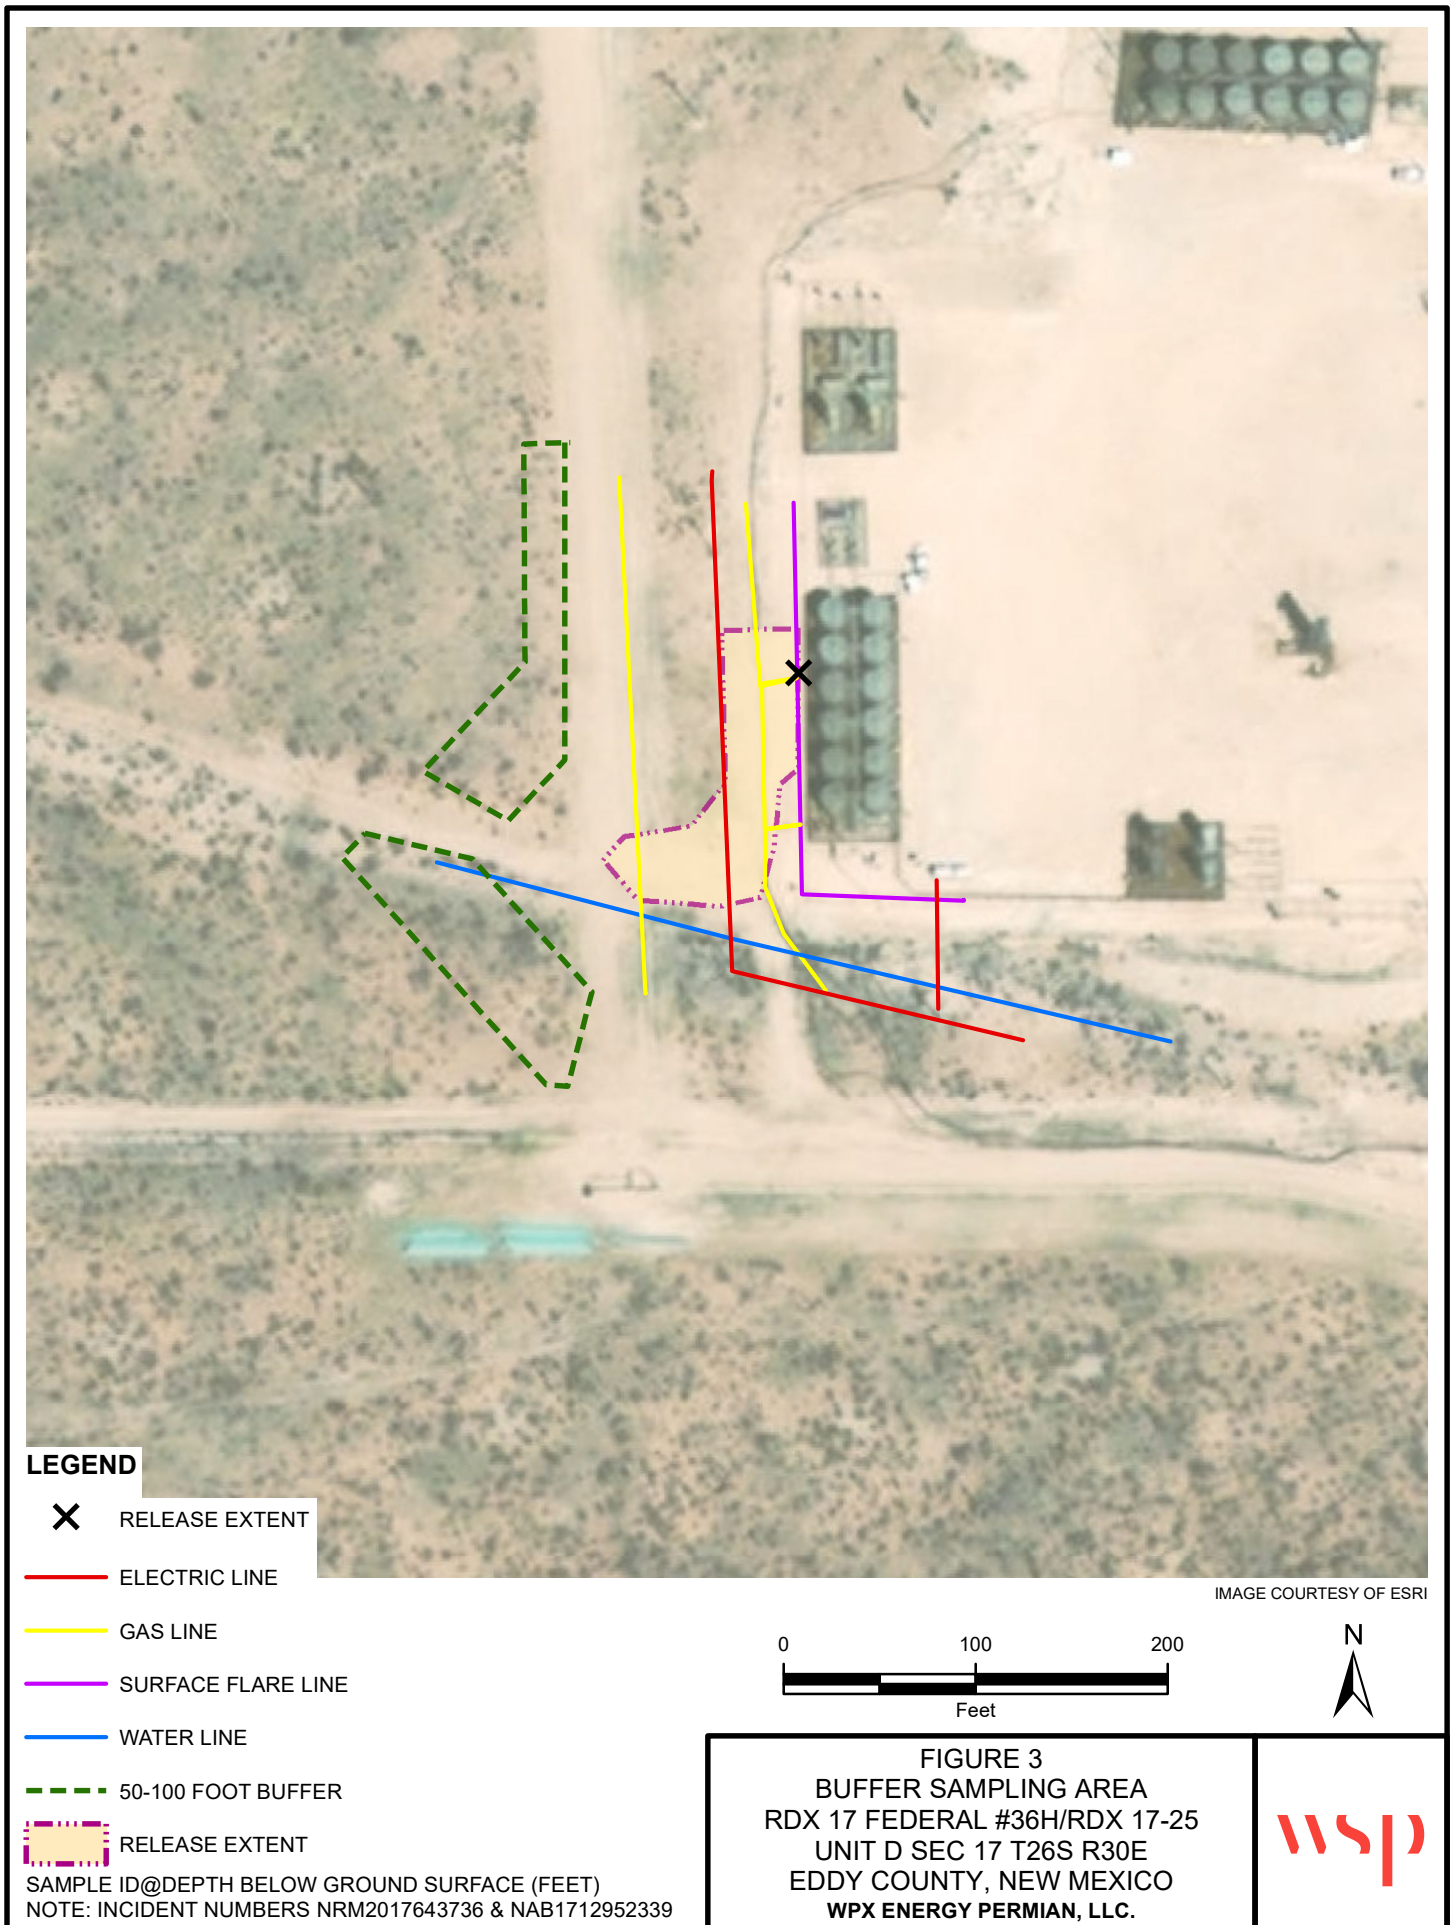 LEGEND
RELEASE EXTENT
ELECTRIC LINE
GAS LINE
SURFACE FLARE LINE
WATER LINE
50-100 FOOT BUFFER
RELEASE EXTENT
SAMPLE ID@DEPTH BELOW GROUND SURFACE (FEET)
NOTE: INCIDENT NUMBERS NRM2017643736 & NAB1712952339
IMAGE COURTESY OF ESRI
0 100 200
Feet
N
FIGURE 3
BUFFER SAMPLING AREA
RDX 17 FEDERAL #36H/RDX 17-25
UNIT D SEC 17 T26S R30E
EDDY COUNTY, NEW MEXICO
WPX ENERGY PERMIAN, LLC.
wsp